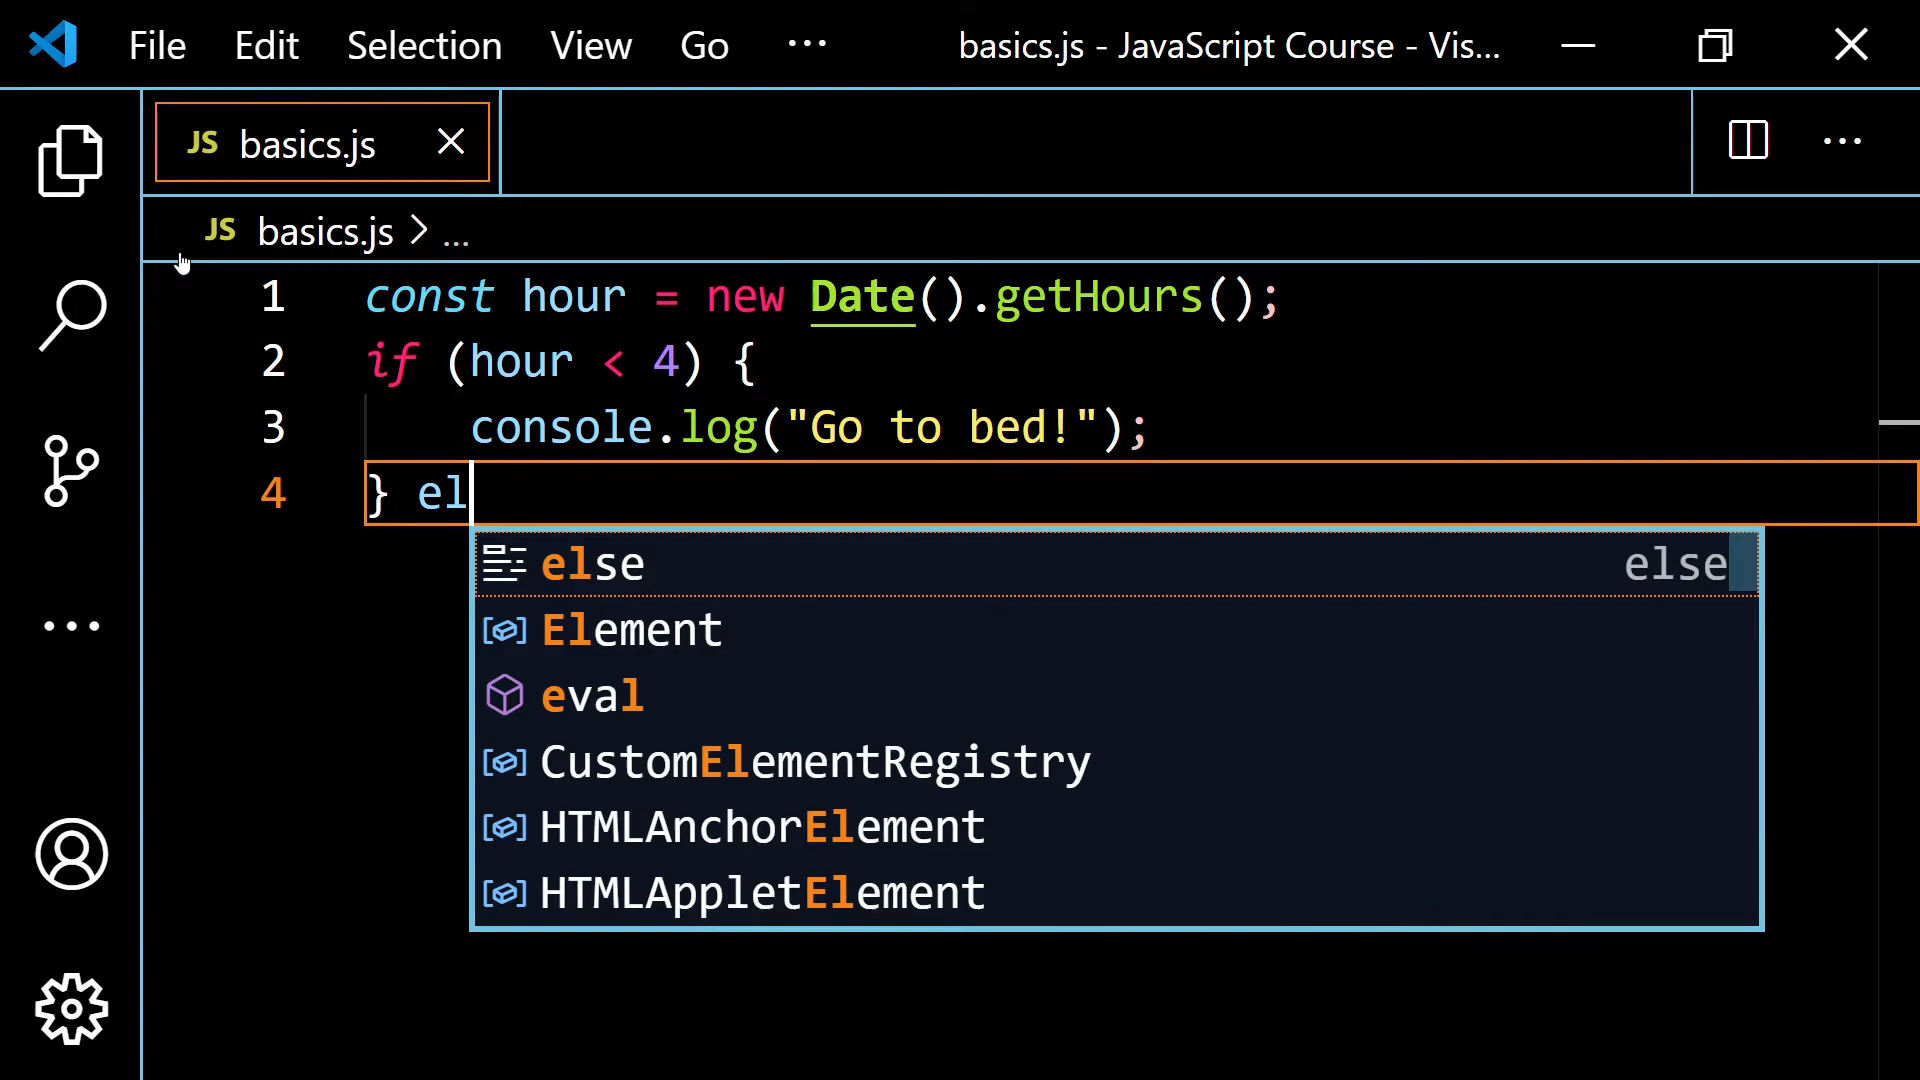 File Edit Selection View Go ··· basics.js - JavaScript Course - Vis...
JS basics.js
JS basics.js > ...
1 const hour = new Date().getHours();
2 if (hour < 4) {
3 console.log("Go to bed!");
4 } el
else else
Element
eval
CustomElementRegistry
HTMLAnchorElement
HTMLAppletElement